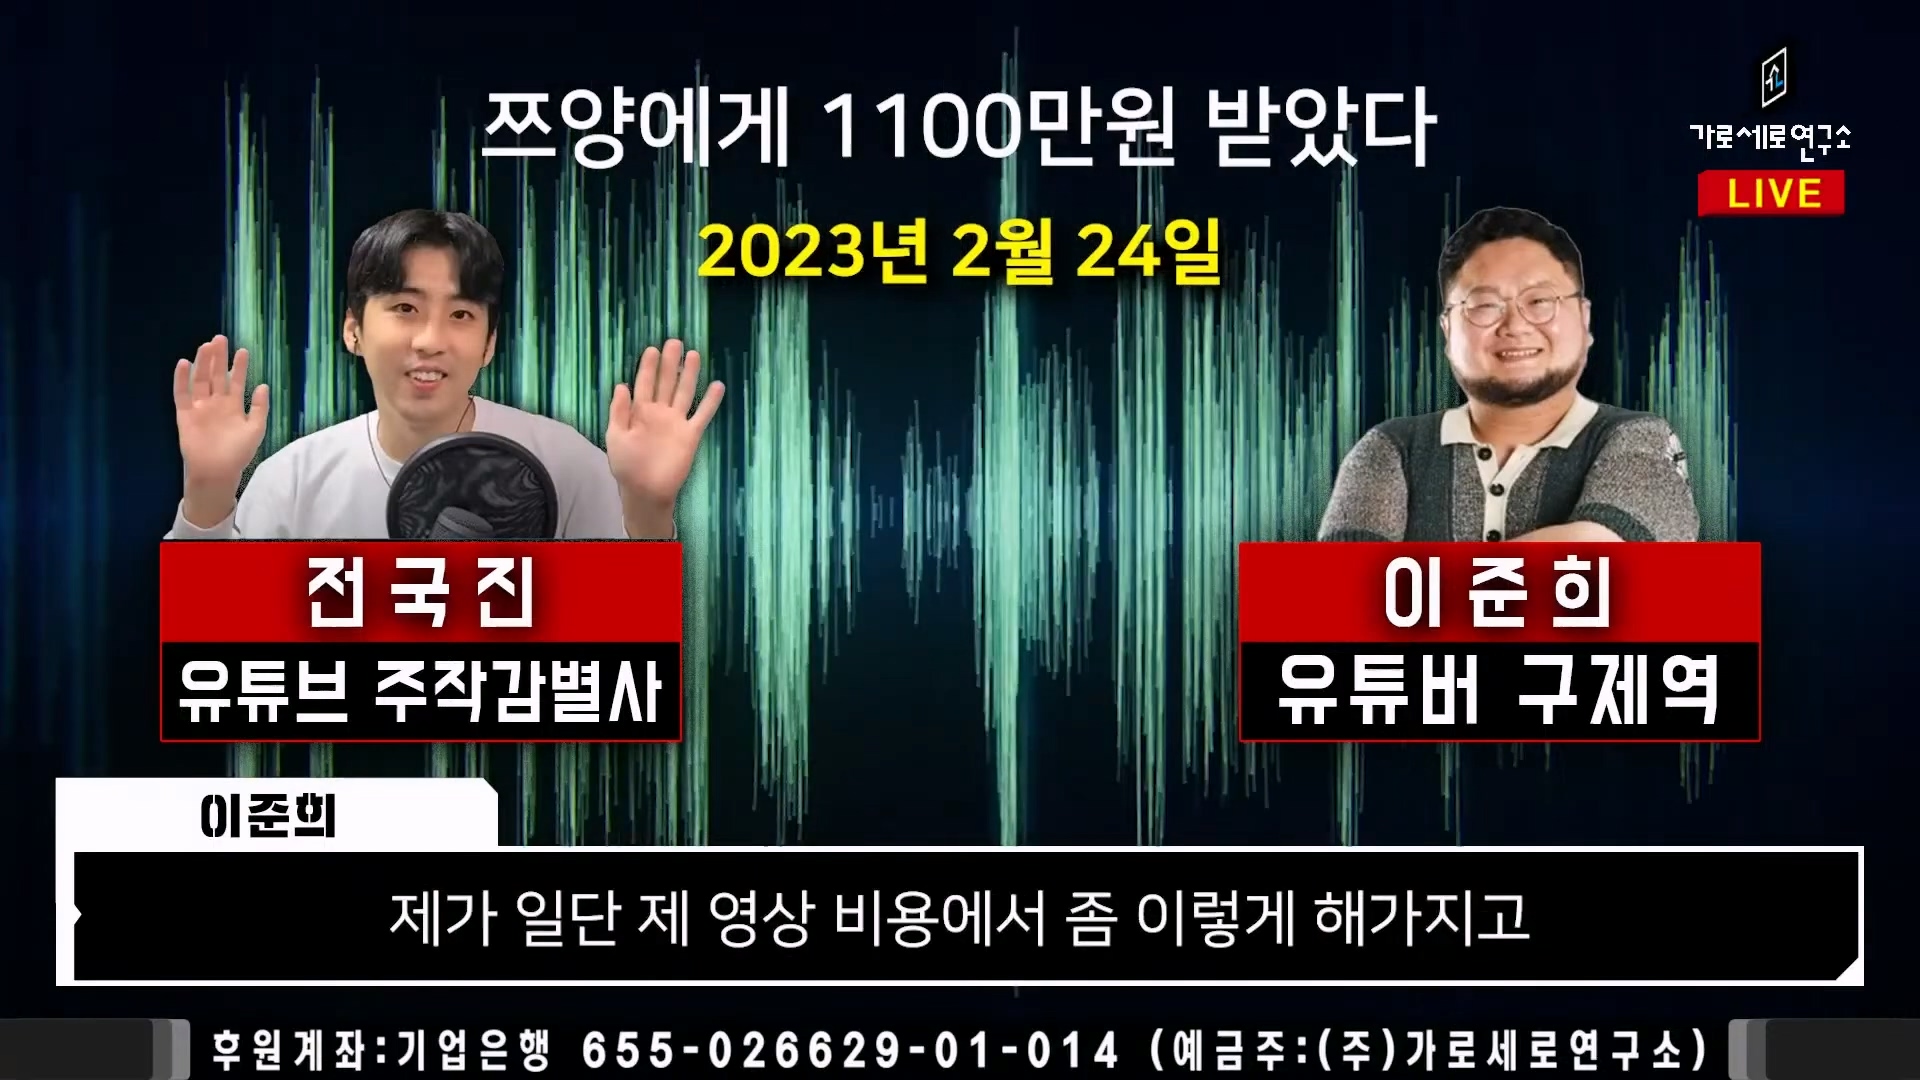 쯔양에게 1100만원 받았다
가로세로연구소
LIVE
2023년 2월 24일
전국진
유튜브 주작감별사
이준희
유튜버 구제역
이준희
제가 일단 제 영상 비용에서 좀 이렇게 해가지고
후원계좌:기업은행 655-026629-01-014 (예금주:(주)가로세로연구소)